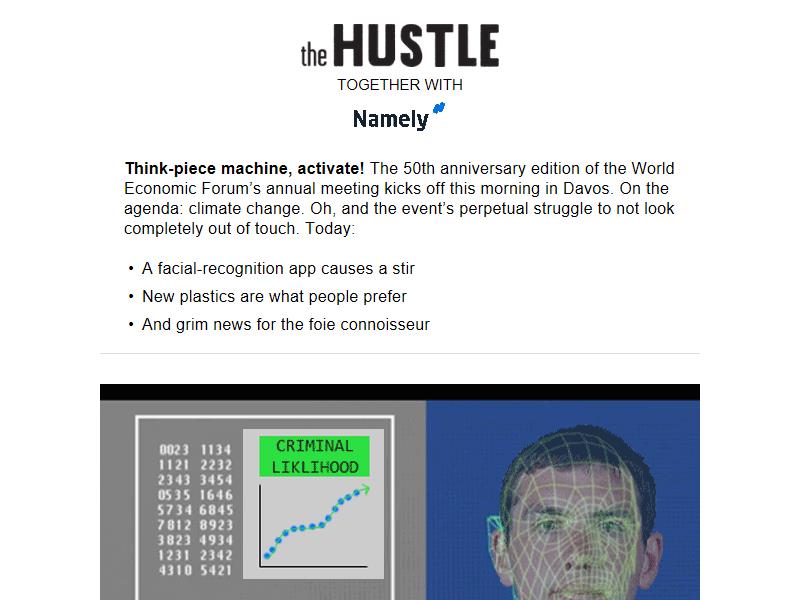 the HUSTLE
TOGETHER WITH
Namely
Think-piece machine, activate! The 50th anniversary edition of the World
Economic Forum’s annual meeting kicks off this morning in Davos. On the
agenda: climate change. Oh, and the event’s perpetual struggle to not look
completely out of touch. Today:
• A facial-recognition app causes a stir
• New plastics are what people prefer
• And grim news for the foie connoisseur
0023 1134
1121 2232
2343 3454
0535 1646
5734 6845
7812 8923
3823 4934
1231 2342
4310 5421
CRIMINAL
LIKLIHOOD